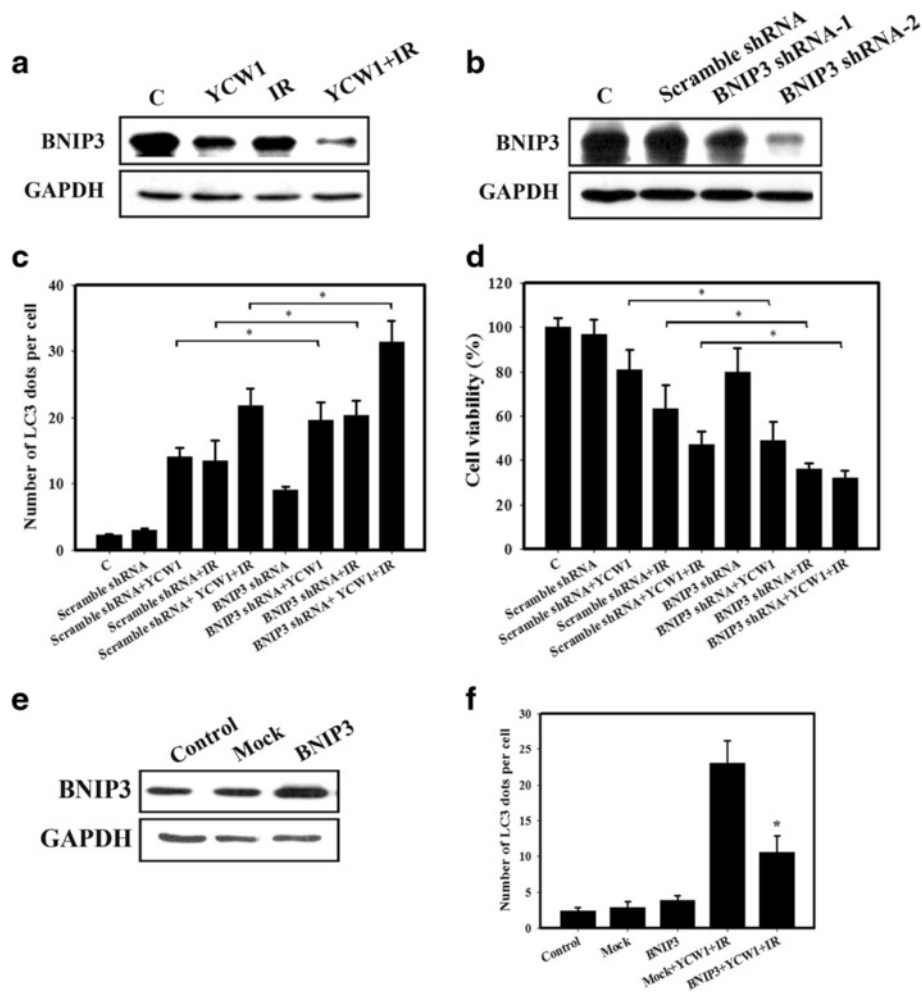 a
C YCW1 IR YCW1+IR
BNIP3
GAPDH
b
C Scramble shRNA BNIP3 shRNA-1 BNIP3 shRNA-2
BNIP3
GAPDH
c
Number of LC3 dots per cell
40
30
20
10
0
C
Scramble shRNA
Scramble shRNA+YCW1
Scramble shRNA+IR
Scramble shRNA+ YCW1+IR
BNIP3 shRNA
BNIP3 shRNA+YCW1
BNIP3 shRNA+IR
BNIP3 shRNA+ YCW1+IR
*
*
*
d
Cell viability (%)
120
100
80
60
40
20
0
C
Scramble shRNA
Scramble shRNA+YCW1
Scramble shRNA+IR
Scramble shRNA+YCW1+IR
BNIP3 shRNA
BNIP3 shRNA+YCW1
BNIP3 shRNA+IR
BNIP3 shRNA+YCW1+IR
*
*
*
e
Control Mock BNIP3
BNIP3
GAPDH
f
Number of LC3 dots per cell
30
25
20
15
10
5
0
Control
Mock
BNIP3
Mock+YCW1+IR
BNIP3+YCW1+IR
*